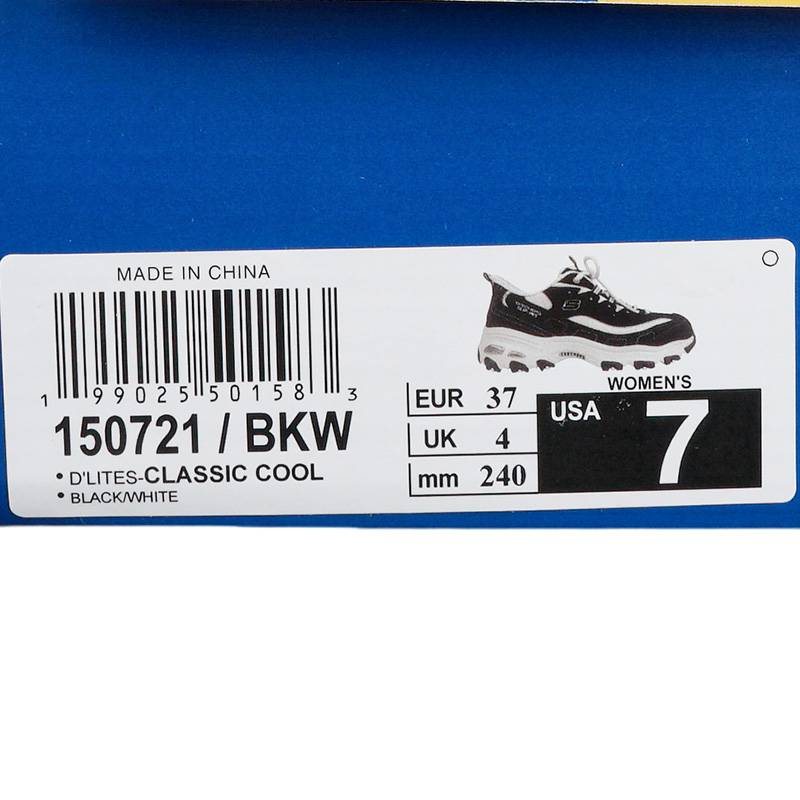 MADE IN CHINA
1 99025 50158 3
150721 / BKW
• D'LITES-CLASSIC COOL
• BLACK/WHITE
EUR 37
UK 4
mm 240
WOMEN'S
USA 7